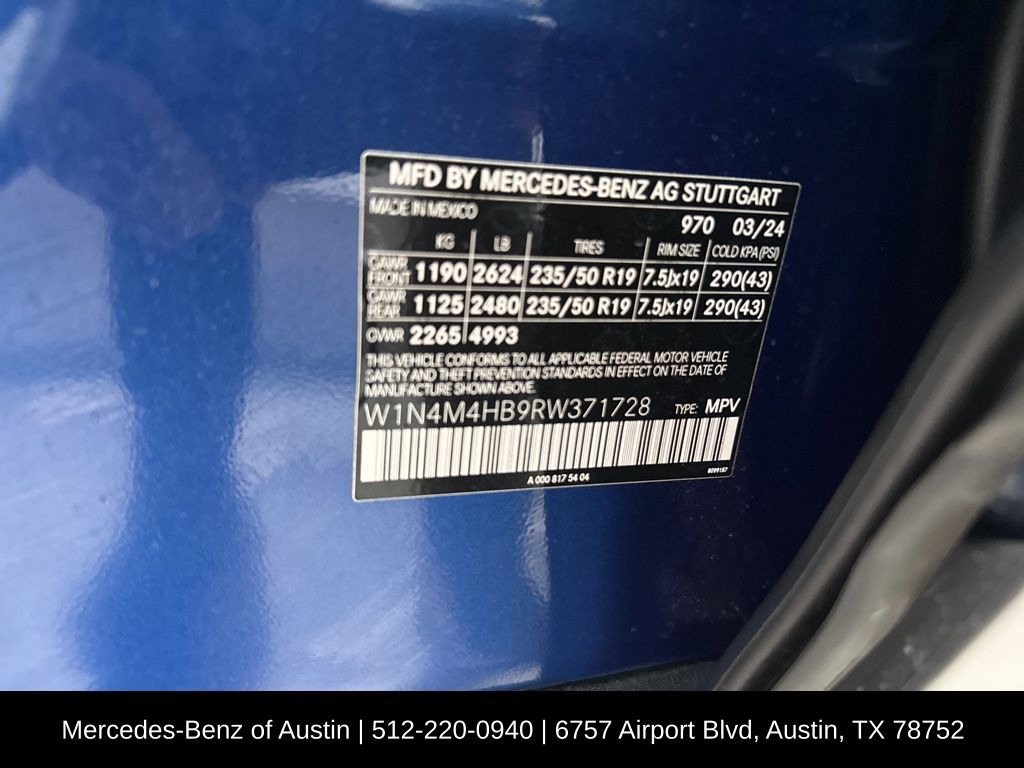 MFD BY MERCEDES-BENZ AG STUTTGART
MADE IN MEXICO
970 03/24
KG LB TIRES RIM SIZE COLD KPA (PSI)
GAWR FRONT 1190 2624 235/50 R19 7.5Jx19 290(43)
GAWR REAR 1125 2480 235/50 R19 7.5Jx19 290(43)
GVWR 2265 4993
THIS VEHICLE CONFORMS TO ALL APPLICABLE FEDERAL MOTOR VEHICLE
SAFETY AND THEFT PREVENTION STANDARDS IN EFFECT ON THE DATE OF
MANUFACTURE SHOWN ABOVE.
W1N4M4HB9RW371728 TYPE: MPV
A 000 817 54 04 8099187
Mercedes-Benz of Austin | 512-220-0940 | 6757 Airport Blvd, Austin, TX 78752